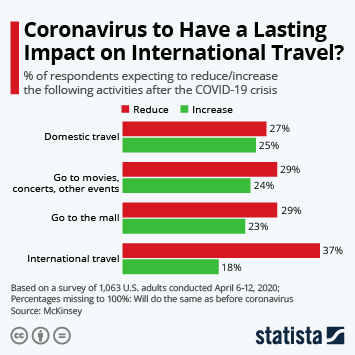 Coronavirus to Have a Lasting
Impact on International Travel?
% of respondents expecting to reduce/increase
the following activities after the COVID-19 crisis
Reduce Increase
Domestic travel
27%
25%
Go to movies,
concerts, other events
29%
24%
Go to the mall
29%
23%
International travel
37%
18%
Based on a survey of 1,063 U.S. adults conducted April 6-12, 2020;
Percentages missing to 100%: Will do the same as before coronavirus
Source: McKinsey
statista